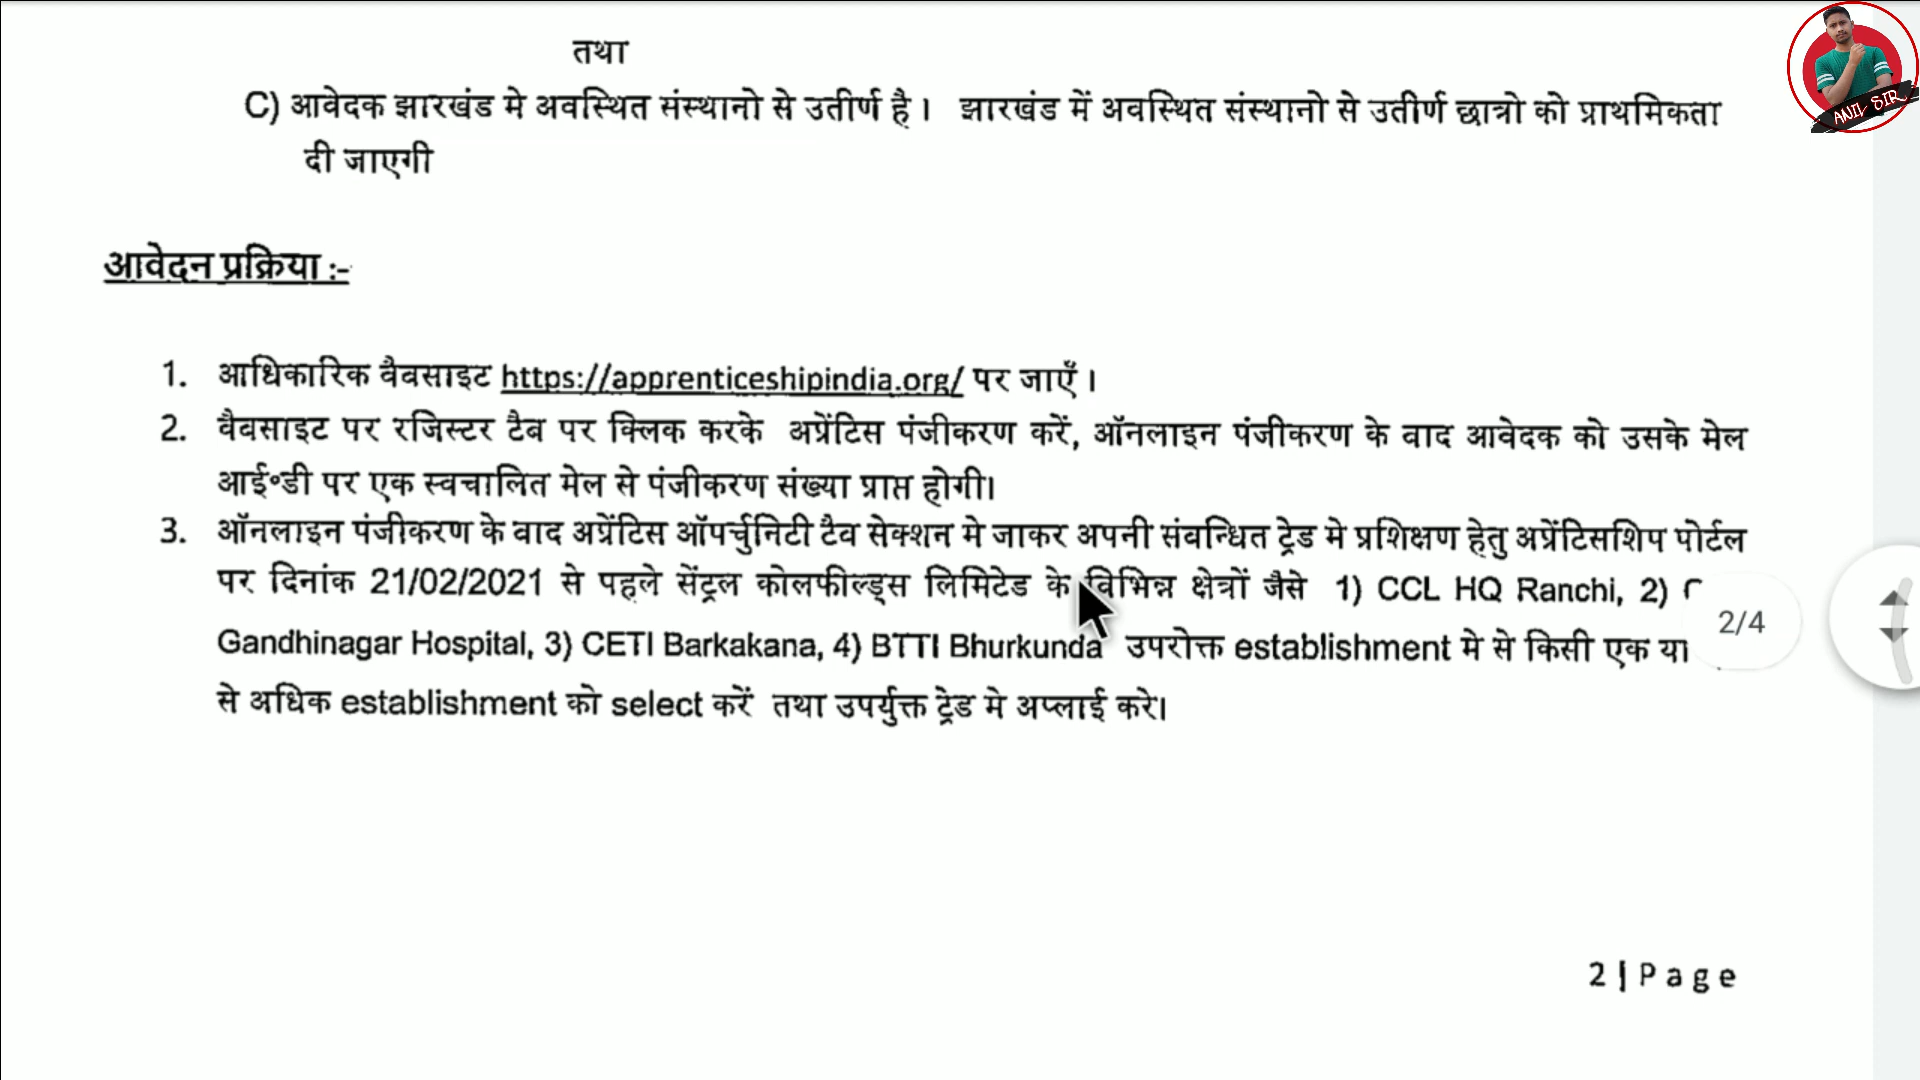 तथा
C) आवेदक झारखंड मे अवस्थित संस्थानो से उतीर्ण है। झारखंड में अवस्थित संस्थानो से उतीर्ण छात्रो को प्राथमिकता
दी जाएगी
आवेदन प्रक्रिया :-
1. आधिकारिक वैवसाइट https://apprenticeshipindia.org/ पर जाएँ।
2. वैवसाइट पर रजिस्टर टैब पर क्लिक करके अप्रेंटिस पंजीकरण करें, ऑनलाइन पंजीकरण के वाद आवेदक को उसके मेल
आई॰डी पर एक स्वचालित मेल से पंजीकरण संख्या प्राप्त होगी।
3. ऑनलाइन पंजीकरण के वाद अप्रेंटिस ऑपर्चुनिटी टैव सेक्शन मे जाकर अपनी संवन्धित ट्रेड मे प्रशिक्षण हेतु अप्रेंटिसशिप पोर्टल
पर दिनांक 21/02/2021 से पहले सेंट्रल कोलफील्ड्स लिमिटेड के विभिन्न क्षेत्रों जैसे 1) CCL HQ Ranchi, 2)
Gandhinagar Hospital, 3) CETI Barkakana, 4) BTTI Bhurkunda उपरोक्त establishment मे से किसी एक या
से अधिक establishment को select करें तथा उपर्युक्त ट्रेड मे अप्लाई करे।
2/4
2 | P a g e
ANIL SIR